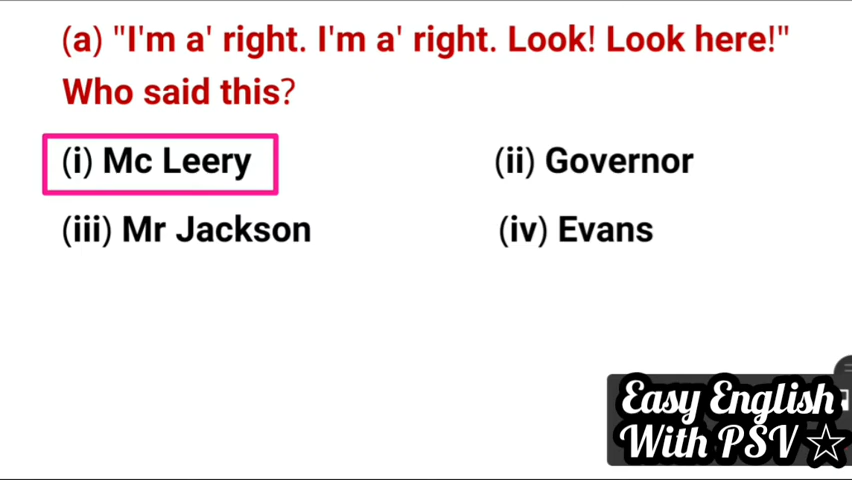 (a) "I'm a' right. I'm a' right. Look! Look here!"
Who said this?
(i) Mc Leery
(ii) Governor
(iii) Mr Jackson
(iv) Evans
Easy English
With PSV ☆